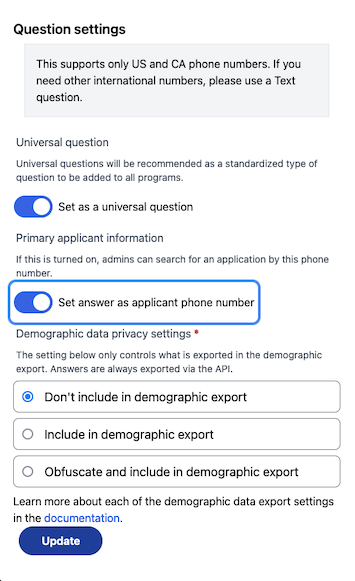 Question settings
This supports only US and CA phone numbers. If you
need other international numbers, please use a Text
question.
Universal question
Universal questions will be recommended as a standardized type of
question to be added to all programs.
Set as a universal question
Primary applicant information
If this is turned on, admins can search for an application by this phone
number.
Set answer as applicant phone number
Demographic data privacy settings *
The setting below only controls what is exported in the demographic
export. Answers are always exported via the API.
Don't include in demographic export
Include in demographic export
Obfuscate and include in demographic export
Learn more about each of the demographic data export settings
in the documentation.
Update